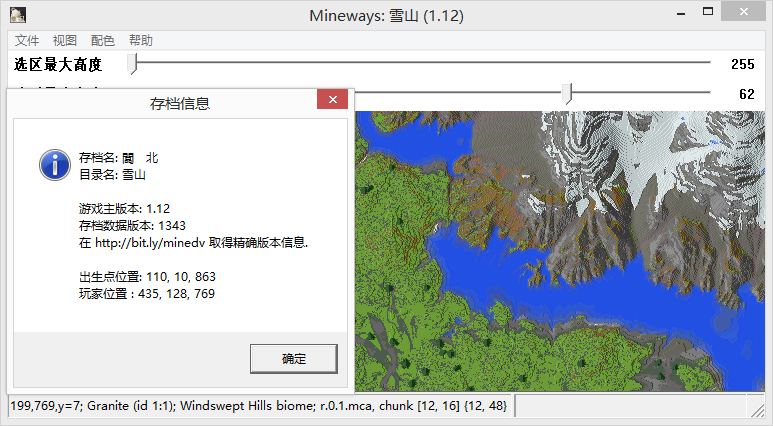 Mineways: 雪山 (1.12)
文件 视图 配色 帮助
选区最大高度 255
62
存档信息
存档名: 閬 北
目录名: 雪山
游戏主版本: 1.12
存档数据版本: 1343
在 http://bit.ly/minedv 取得精确版本信息.
出生点位置: 110, 10, 863
玩家位置 : 435, 128, 769
确定
199,769,y=7; Granite (id 1:1); Windswept Hills biome; r.0.1.mca, chunk [12, 16] {12, 48}